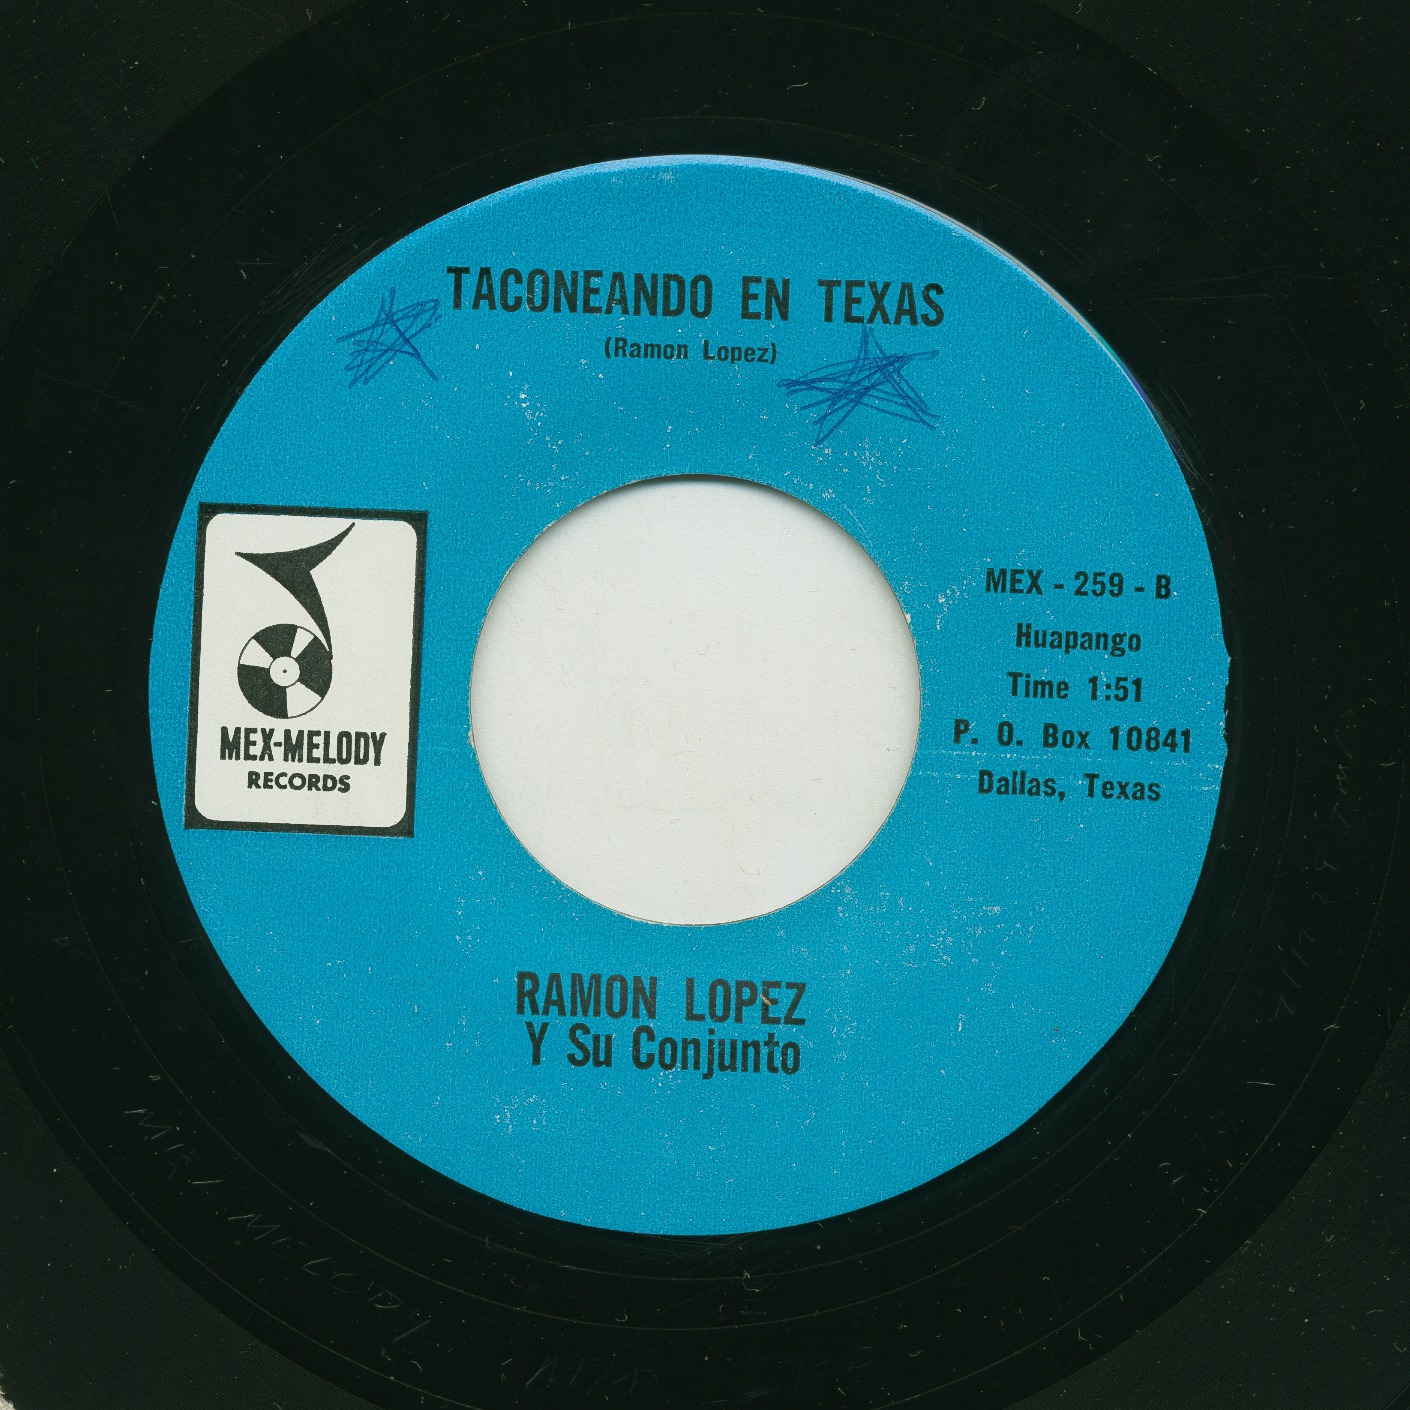 TACONEANDO EN TEXAS
(Ramon Lopez)
MEX-MELODY
RECORDS
MEX - 259 - B
Huapango
Time 1:51
P. O. Box 10841
Dallas, Texas
RAMON LOPEZ
Y Su Conjunto
MELODY